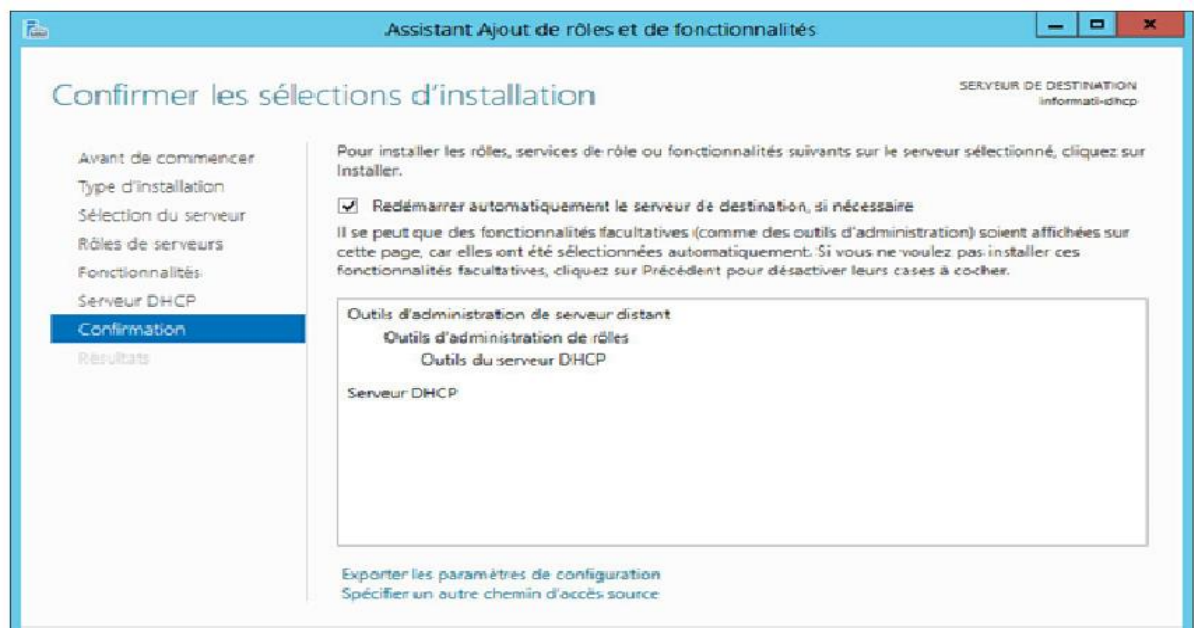 Assistant Ajout de rôles et de fonctionnalités
Confirmer les sélections d'installation
SERVEUR DE DESTINATION
informati-dhcp
Avant de commencer
Type d'installation
Sélection du serveur
Rôles de serveurs
Fonctionnalités
Serveur DHCP
Confirmation
Résultats
Pour installer les rôles, services de rôle ou fonctionnalités suivants sur le serveur sélectionné, cliquez sur
Installer.
Redémarrer automatiquement le serveur de destination, si nécessaire
Il se peut que des fonctionnalités facultatives (comme des outils d'administration) soient affichées sur
cette page, car elles ont été sélectionnées automatiquement. Si vous ne voulez pas installer ces
fonctionnalités facultatives, cliquez sur Précédent pour désactiver leurs cases à cocher.
Outils d'administration de serveur distant
Outils d'administration de rôles
Outils du serveur DHCP
Serveur DHCP
Exporter les paramètres de configuration
Spécifier un autre chemin d'accès source